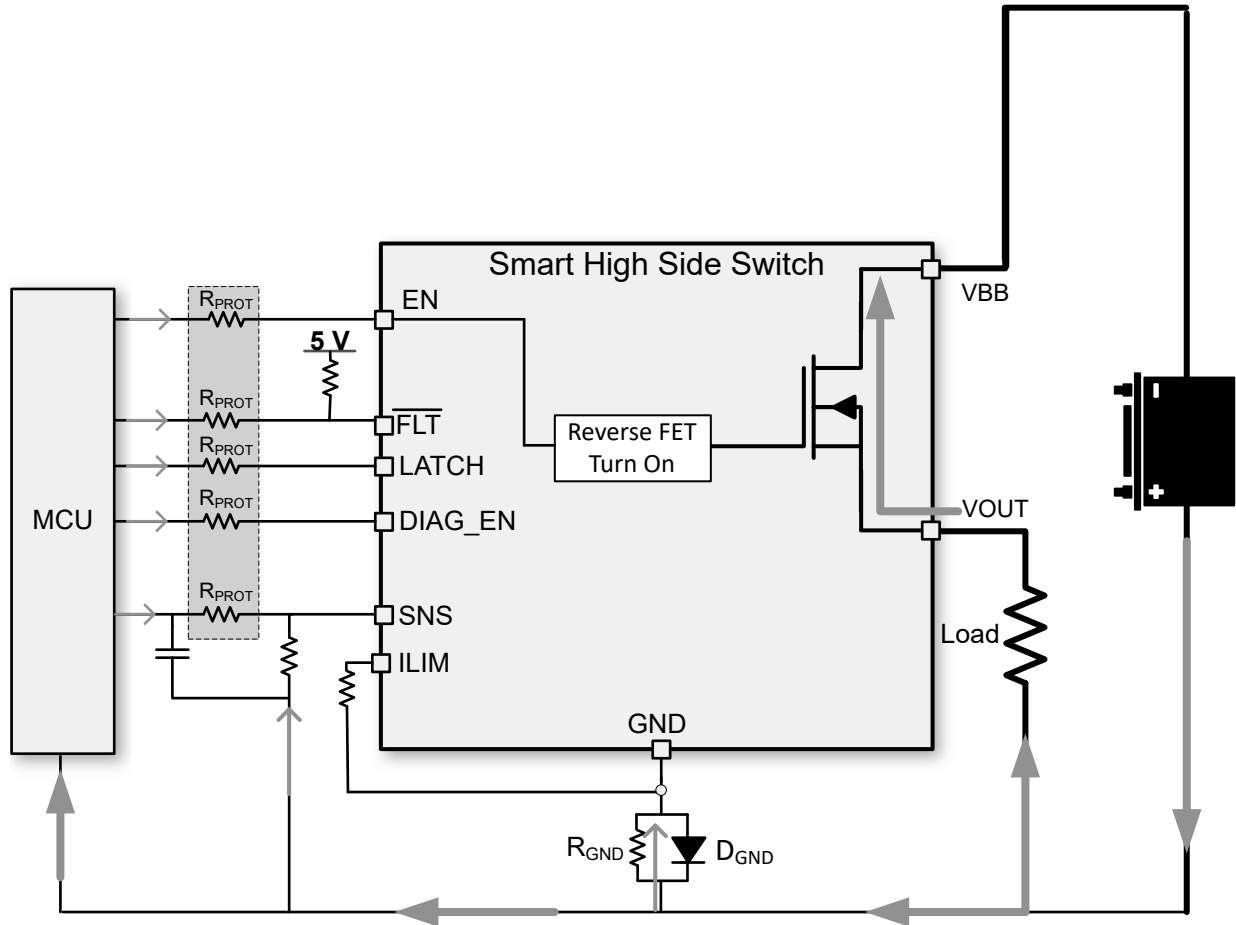 Smart High Side Switch
VBB
MCU
R_PROT
EN
5 V
R_PROT
FLT
R_PROT
LATCH
R_PROT
DIAG_EN
R_PROT
SNS
ILIM
Reverse FET
Turn On
VOUT
Load
-
+
GND
R_GND
D_GND